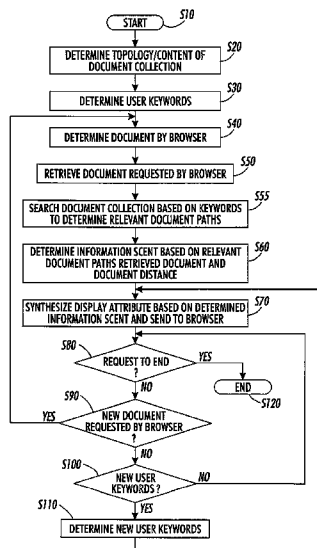 START
S10
DETERMINE TOPOLOGY/CONTENT OF
DOCUMENT COLLECTION
S20
DETERMINE USER KEYWORDS
S30
DETERMINE DOCUMENT BY BROWSER
S40
RETRIEVE DOCUMENT REQUESTED BY BROWSER
S50
SEARCH DOCUMENT COLLECTION BASED ON KEYWORDS
TO DETERMINE RELEVANT DOCUMENT PATHS
S55
DETERMINE INFORMATION SCENT BASED ON RELEVANT
DOCUMENT PATHS RETRIEVED DOCUMENT AND
DOCUMENT DISTANCE
S60
SYNTHESIZE DISPLAY ATTRIBUTE BASED ON DETERMINED
INFORMATION SCENT AND SEND TO BROWSER
S70
S80
REQUEST TO END
?
YES
END
S120
NO
S90
YES
NEW DOCUMENT
REQUESTED BY BROWSER
?
NO
S100
NEW USER
KEYWORDS ?
NO
YES
S110
DETERMINE NEW USER KEYWORDS